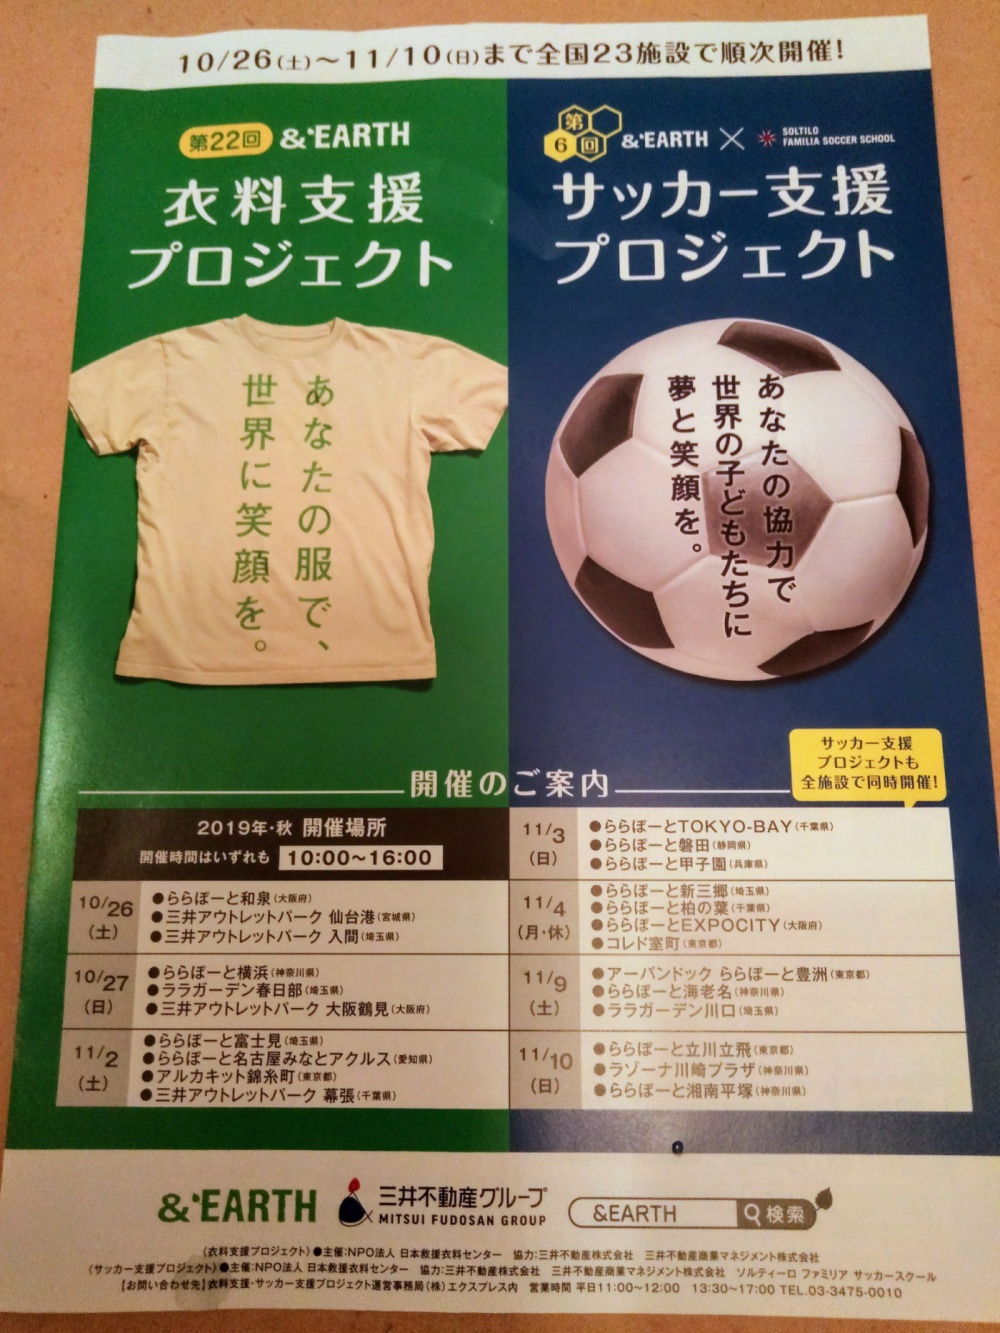 10/26(土)〜11/10(日)まで全国23施設で順次開催!
第22回 &EARTH
衣料支援
プロジェクト
あなたの服で、
世界に笑顔を。
第6回 &EARTH × SOLTILO FAMILIA SOCCER SCHOOL
サッカー支援
プロジェクト
あなたの協力で
世界の子どもたちに
夢と笑顔を。
サッカー支援
プロジェクトも
全施設で同時開催!
開催のご案内
2019年・秋 開催場所
開催時間はいずれも 10:00〜16:00
10/26(土)
●ららぽーと和泉(大阪府)
●三井アウトレットパーク 仙台港(宮城県)
●三井アウトレットパーク 入間(埼玉県)
10/27(日)
●ららぽーと横浜(神奈川県)
●ララガーデン春日部(埼玉県)
●三井アウトレットパーク 大阪鶴見(大阪府)
11/2(土)
●ららぽーと富士見(埼玉県)
●ららぽーと名古屋みなとアクルス(愛知県)
●アルカキット錦糸町(東京都)
●三井アウトレットパーク 幕張(千葉県)
11/3(日)
●ららぽーとTOKYO-BAY(千葉県)
●ららぽーと磐田(静岡県)
●ららぽーと甲子園(兵庫県)
11/4(月・休)
●ららぽーと新三郷(埼玉県)
●ららぽーと柏の葉(千葉県)
●ららぽーとEXPOCITY(大阪府)
●コレド室町(東京都)
11/9(土)
●アーバンドック ららぽーと豊洲(東京都)
●ららぽーと海老名(神奈川県)
●ララガーデン川口(埼玉県)
11/10(日)
●ららぽーと立川立飛(東京都)
●ラゾーナ川崎プラザ(神奈川県)
●ららぽーと湘南平塚(神奈川県)
&EARTH 三井不動産グループ MITSUI FUDOSAN GROUP &EARTH 検索
〈衣料支援プロジェクト〉●主催:NPO法人 日本救援衣料センター 協力:三井不動産株式会社 三井不動産商業マネジメント株式会社
〈サッカー支援プロジェクト〉●主催:NPO法人 日本救援衣料センター 協力:三井不動産株式会社 三井不動産商業マネジメント株式会社 ソルティーロ ファミリア サッカースクール
【お問い合わせ先】衣料支援・サッカー支援プロジェクト運営事務局(株)エクスプレス内 営業時間 平日11:00〜12:00 13:30〜17:00 TEL.03-3475-0010